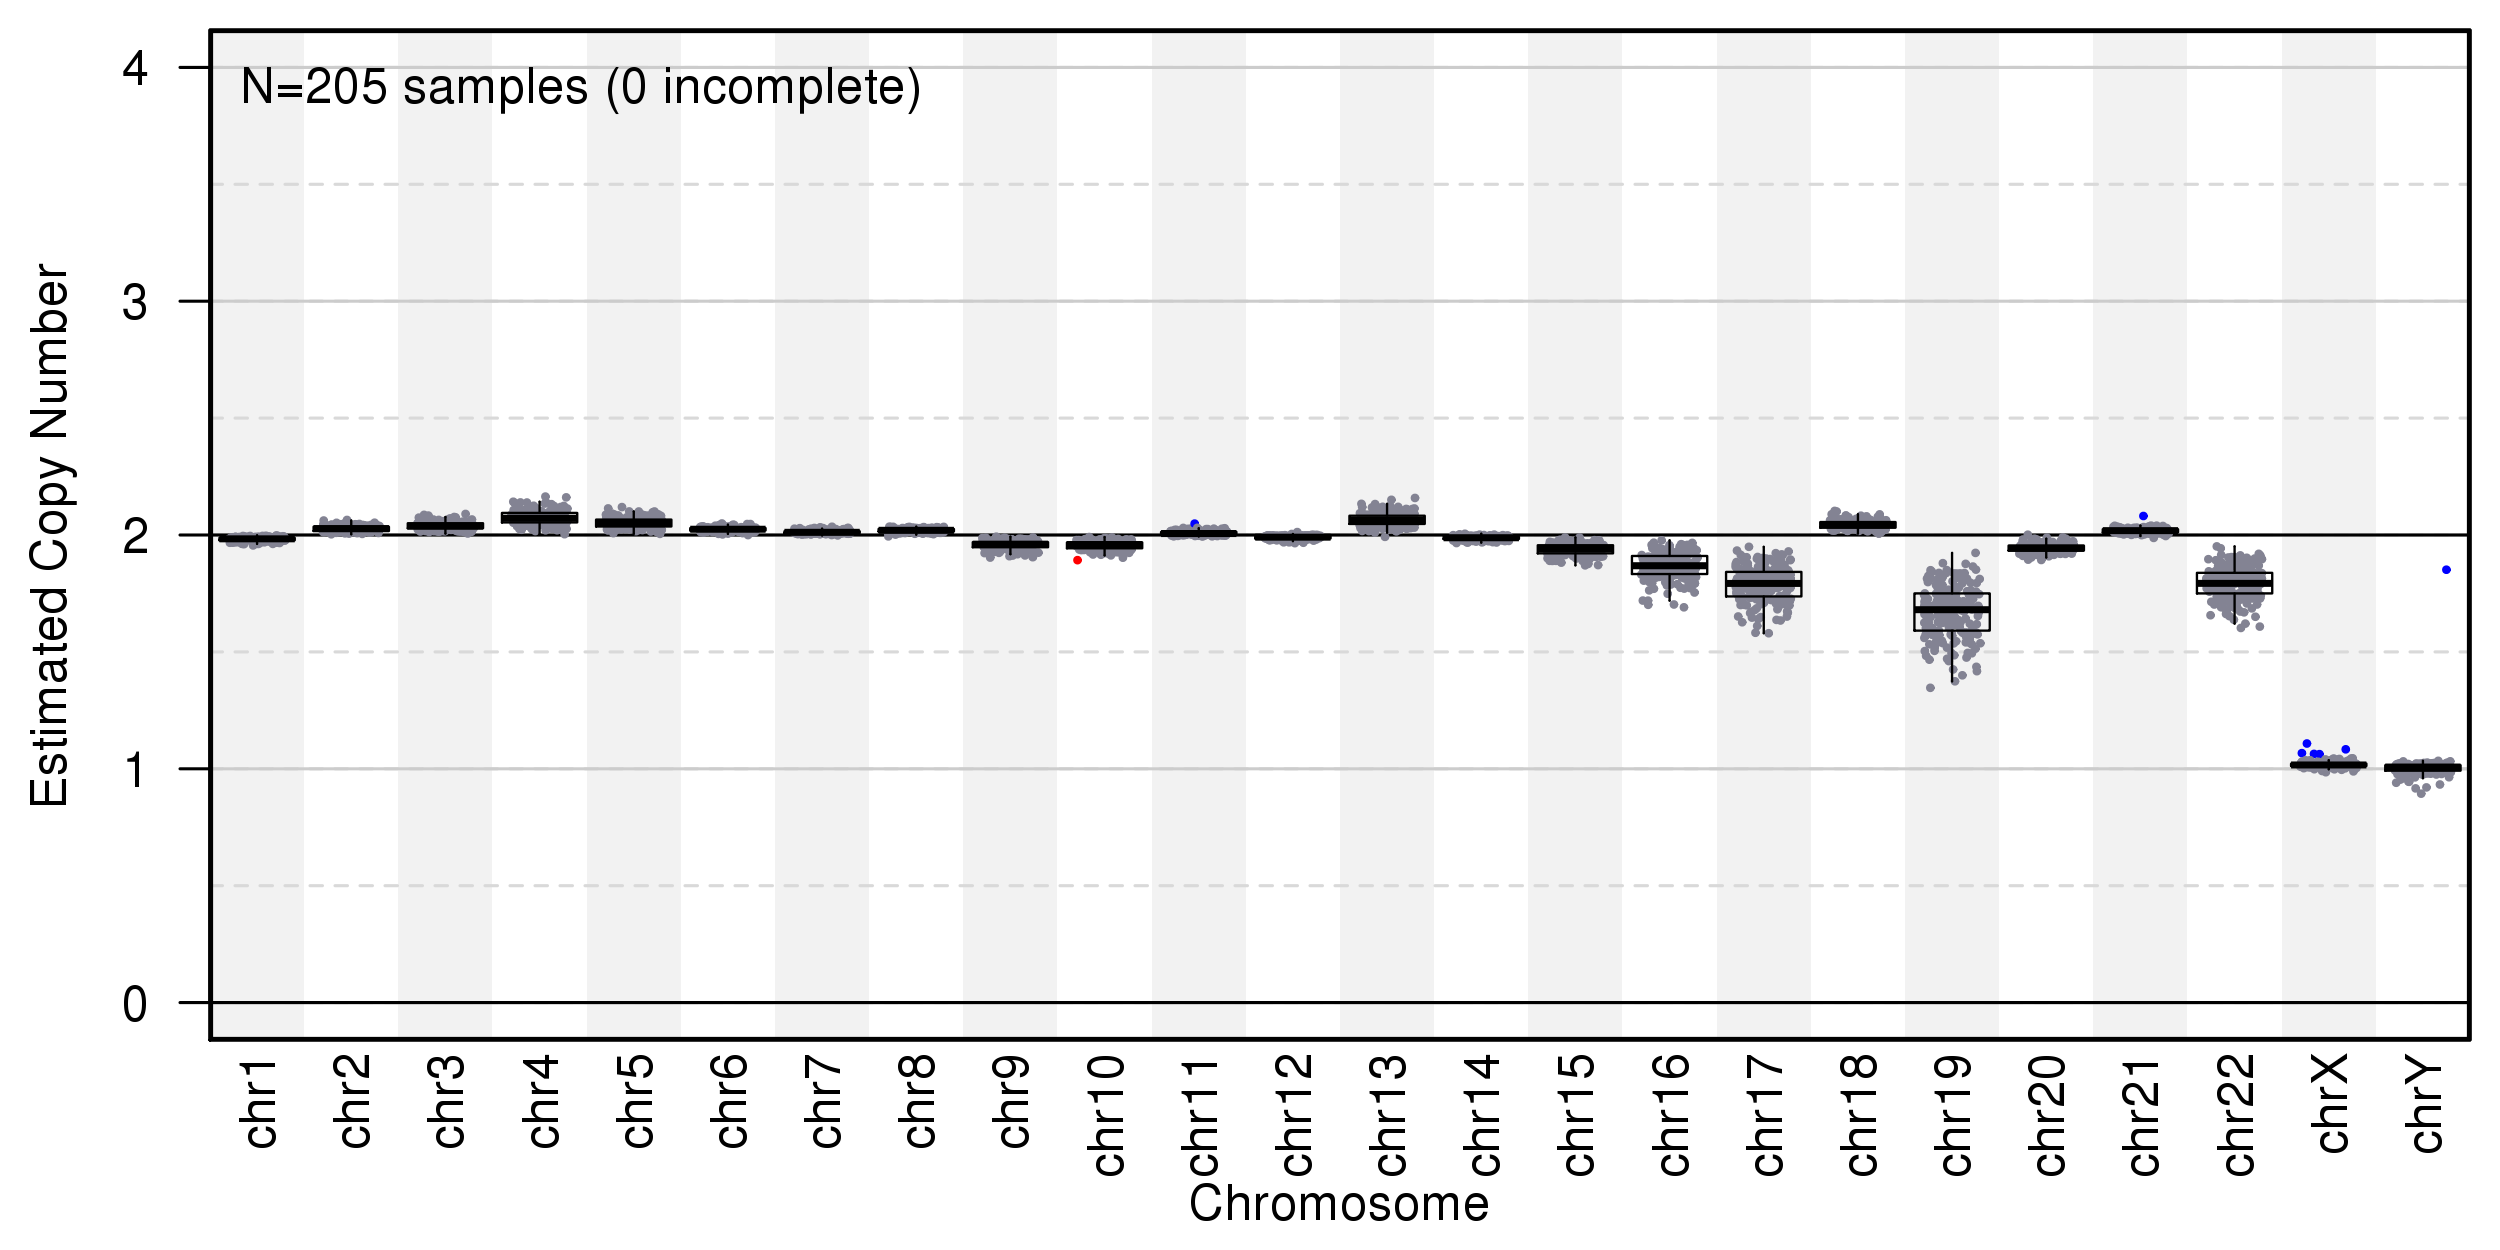 N=205 samples (0 incomplete)
4
3
2
1
0
Estimated Copy Number
chr1
chr2
chr3
chr4
chr5
chr6
chr7
chr8
chr9
chr10
chr11
chr12
chr13
chr14
chr15
chr16
chr17
chr18
chr19
chr20
chr21
chr22
chrX
chrY
Chromosome